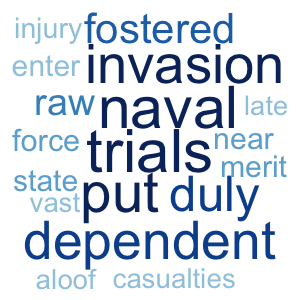 injury fostered
enter invasion
raw naval late
force trials near
merit
state put duly
vast
dependent
aloof casualties